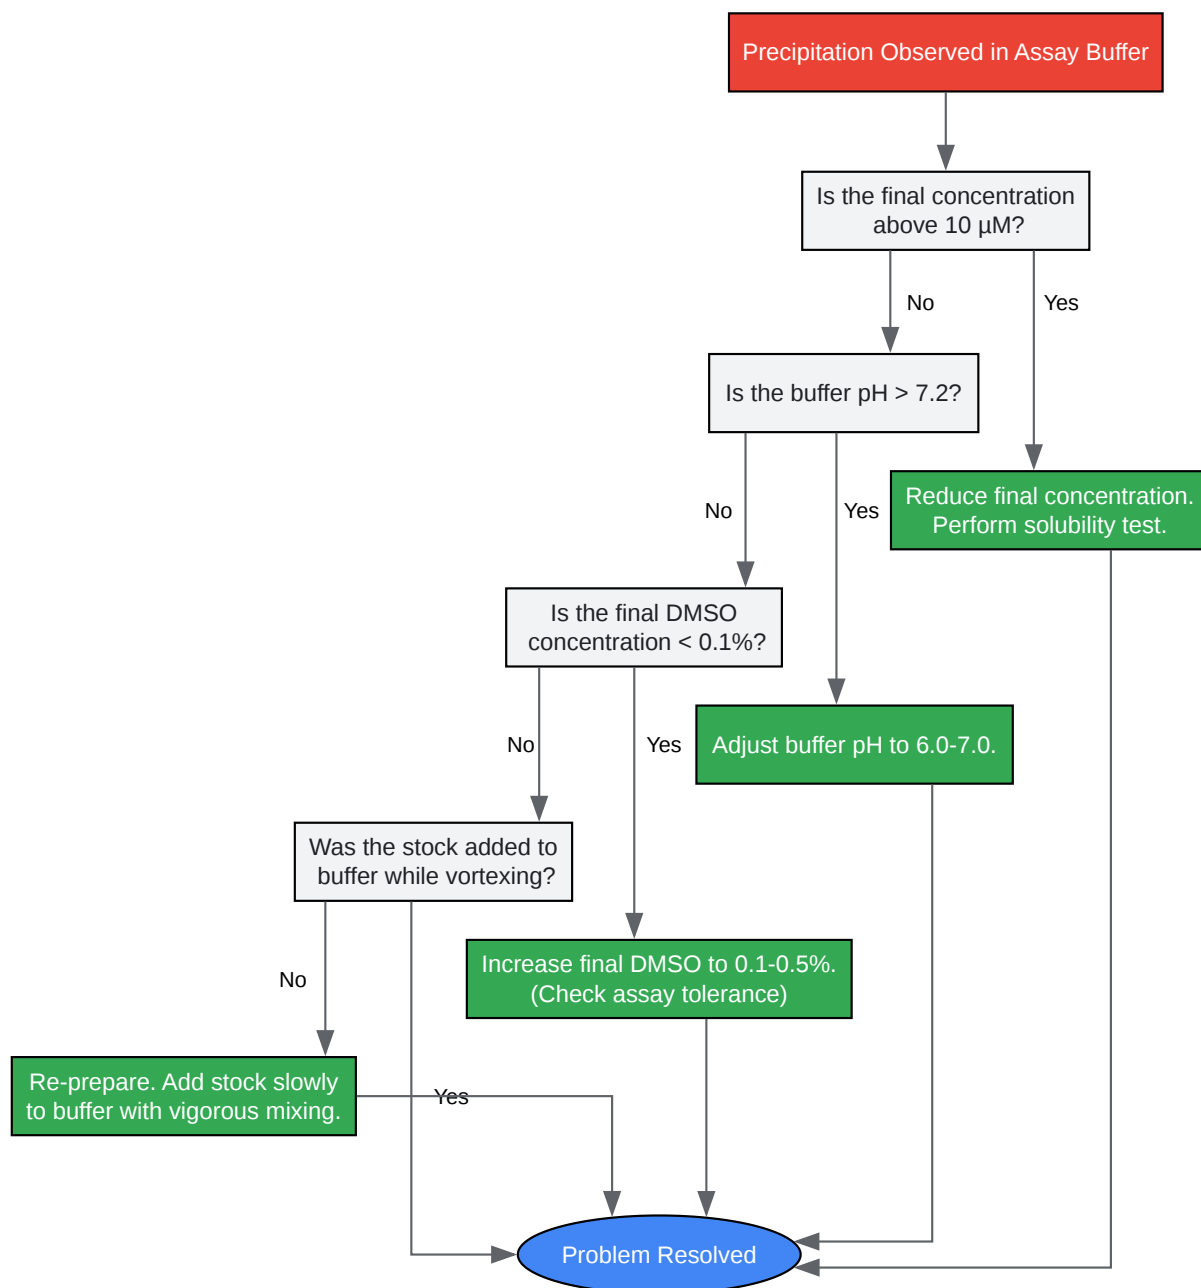 Precipitation Observed in Assay Buffer
Is the final concentration
above 10 µM?
No
Yes
Is the buffer pH > 7.2?
Reduce final concentration.
Perform solubility test.
No
Yes
Is the final DMSO
concentration < 0.1%?
Adjust buffer pH to 6.0-7.0.
No
Yes
Was the stock added to
buffer while vortexing?
Increase final DMSO to 0.1-0.5%.
(Check assay tolerance)
No
Re-prepare. Add stock slowly
to buffer with vigorous mixing.
Yes
Problem Resolved